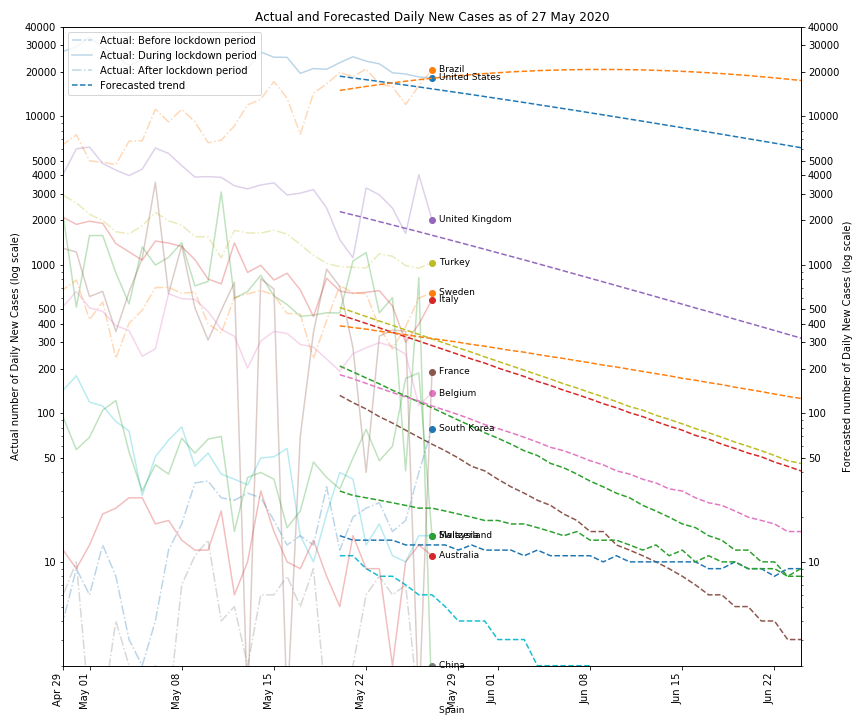 Actual and Forecasted Daily New Cases as of 27 May 2020
Actual: Before lockdown period
Actual: During lockdown period
Actual: After lockdown period
Forecasted trend
Actual number of Daily New Cases (log scale)
40000
30000
20000
10000
5000
4000
3000
2000
1000
500
400
300
200
100
50
10
Brazil
United States
United Kingdom
Turkey
Sweden
Italy
France
Belgium
South Korea
Malaysia
Australia
China
Spain
40000
30000
20000
10000
5000
4000
3000
2000
1000
500
400
300
200
100
50
10
Forecasted number of Daily New Cases (log scale)
Apr 29
May 01
May 08
May 15
May 22
May 29
Jun 01
Jun 08
Jun 15
Jun 22